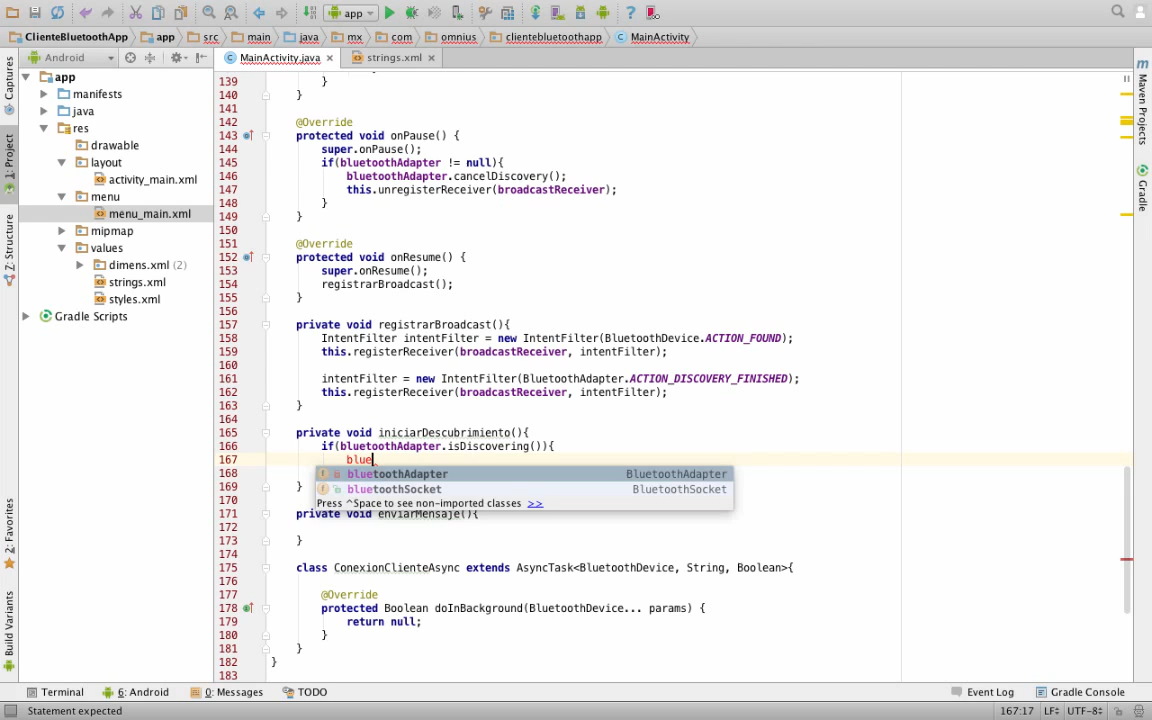 app
ClienteBluetoothApp app src main java mx com omnius clientebluetoothapp MainActivity
Android
MainActivity.java
strings.xml
Captures
1: Project
7: Structure
2: Favorites
Build Variants
app
manifests
java
res
drawable
layout
activity_main.xml
menu
menu_main.xml
mipmap
values
dimens.xml (2)
strings.xml
styles.xml
Gradle Scripts
139 }
140 }
141
142 @Override
143 protected void onPause() {
144 super.onPause();
145 if(bluetoothAdapter != null){
146 bluetoothAdapter.cancelDiscovery();
147 this.unregisterReceiver(broadcastReceiver);
148 }
149 }
150
151 @Override
152 protected void onResume() {
153 super.onResume();
154 registrarBroadcast();
155 }
156
157 private void registrarBroadcast(){
158 IntentFilter intentFilter = new IntentFilter(BluetoothDevice.ACTION_FOUND);
159 this.registerReceiver(broadcastReceiver, intentFilter);
160
161 intentFilter = new IntentFilter(BluetoothAdapter.ACTION_DISCOVERY_FINISHED);
162 this.registerReceiver(broadcastReceiver, intentFilter);
163 }
164
165 private void iniciarDescubrimiento(){
166 if(bluetoothAdapter.isDiscovering()){
167 blue
168
bluetoothAdapter BluetoothAdapter
bluetoothSocket BluetoothSocket
Press ^Space to see non-imported classes >>
169 }
170
171 private void enviarMensaje(){
172
173 }
174
175 class ConexionClienteAsync extends AsyncTask<BluetoothDevice, String, Boolean>{
176
177 @Override
178 protected Boolean doInBackground(BluetoothDevice... params) {
179 return null;
180 }
181 }
182 }
183
m
Maven Projects
Gradle
Terminal
6: Android
0: Messages
TODO
Event Log
Gradle Console
Statement expected
167:17 LF UTF-8